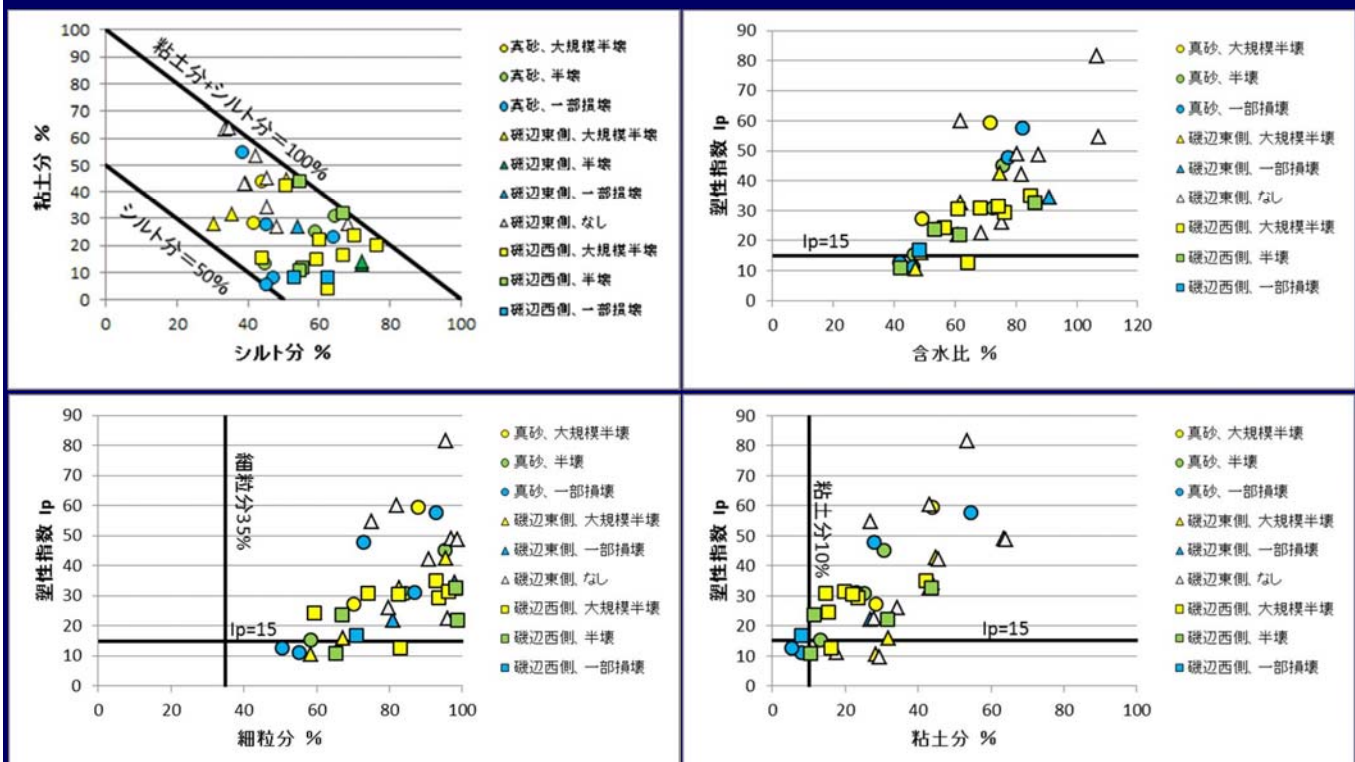 100
90
80
70
60
50
40
30
20
10
0
粘土分 %
粘土分+シルト分=100%
シルト分=50%
0 20 40 60 80 100
シルト分 %
真砂、大規模半壊
真砂、半壊
真砂、一部損壊
磯辺東側、大規模半壊
磯辺東側、半壊
磯辺東側、一部損壊
磯辺東側、なし
磯辺西側、大規模半壊
磯辺西側、半壊
磯辺西側、一部損壊
90
80
70
60
50
40
30
20
10
0
塑性指数 Ip
Ip=15
0 20 40 60 80 100 120
含水比 %
真砂、大規模半壊
真砂、半壊
真砂、一部損壊
磯辺東側、大規模半壊
磯辺東側、一部損壊
磯辺東側、なし
磯辺西側、大規模半壊
磯辺西側、半壊
磯辺西側、一部損壊
90
80
70
60
50
40
30
20
10
0
塑性指数 Ip
細粒分35%
Ip=15
0 20 40 60 80 100
細粒分 %
真砂、大規模半壊
真砂、半壊
真砂、一部損壊
磯辺東側、大規模半壊
磯辺東側、一部損壊
磯辺東側、なし
磯辺西側、大規模半壊
磯辺西側、半壊
磯辺西側、一部損壊
90
80
70
60
50
40
30
20
10
0
塑性指数 Ip
粘土分10%
Ip=15
0 20 40 60 80 100
粘土分 %
真砂、大規模半壊
真砂、半壊
真砂、一部損壊
磯辺東側、大規模半壊
磯辺東側、一部損壊
磯辺東側、なし
磯辺西側、大規模半壊
磯辺西側、半壊
磯辺西側、一部損壊